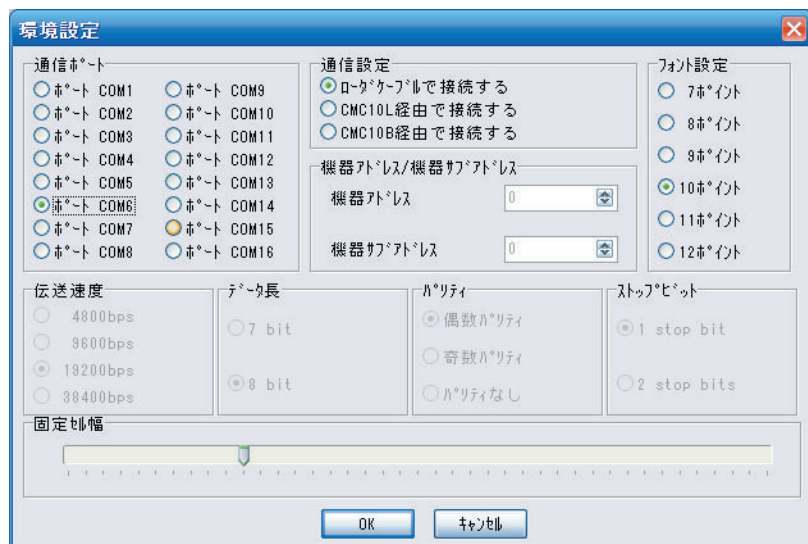 環境設定
通信ﾎﾟｰﾄ
ﾎﾟｰﾄ COM1
ﾎﾟｰﾄ COM2
ﾎﾟｰﾄ COM3
ﾎﾟｰﾄ COM4
ﾎﾟｰﾄ COM5
ﾎﾟｰﾄ COM6
ﾎﾟｰﾄ COM7
ﾎﾟｰﾄ COM8
ﾎﾟｰﾄ COM9
ﾎﾟｰﾄ COM10
ﾎﾟｰﾄ COM11
ﾎﾟｰﾄ COM12
ﾎﾟｰﾄ COM13
ﾎﾟｰﾄ COM14
ﾎﾟｰﾄ COM15
ﾎﾟｰﾄ COM16
通信設定
ﾛｰﾀﾞｹｰﾌﾞﾙで接続する
CMC10L経由で接続する
CMC10B経由で接続する
機器ｱﾄﾞﾚｽ/機器ｻﾌﾞｱﾄﾞﾚｽ
機器ｱﾄﾞﾚｽ
0
機器ｻﾌﾞｱﾄﾞﾚｽ
0
ﾌｫﾝﾄ設定
7ﾎﾟｲﾝﾄ
8ﾎﾟｲﾝﾄ
9ﾎﾟｲﾝﾄ
10ﾎﾟｲﾝﾄ
11ﾎﾟｲﾝﾄ
12ﾎﾟｲﾝﾄ
伝送速度
4800bps
9600bps
19200bps
38400bps
ﾃﾞｰﾀ長
7 bit
8 bit
ﾊﾟﾘﾃｨ
偶数ﾊﾟﾘﾃｨ
奇数ﾊﾟﾘﾃｨ
ﾊﾟﾘﾃｨなし
ｽﾄｯﾌﾟﾋﾞｯﾄ
1 stop bit
2 stop bits
固定ｾﾙ幅
OK
ｷｬﾝｾﾙ